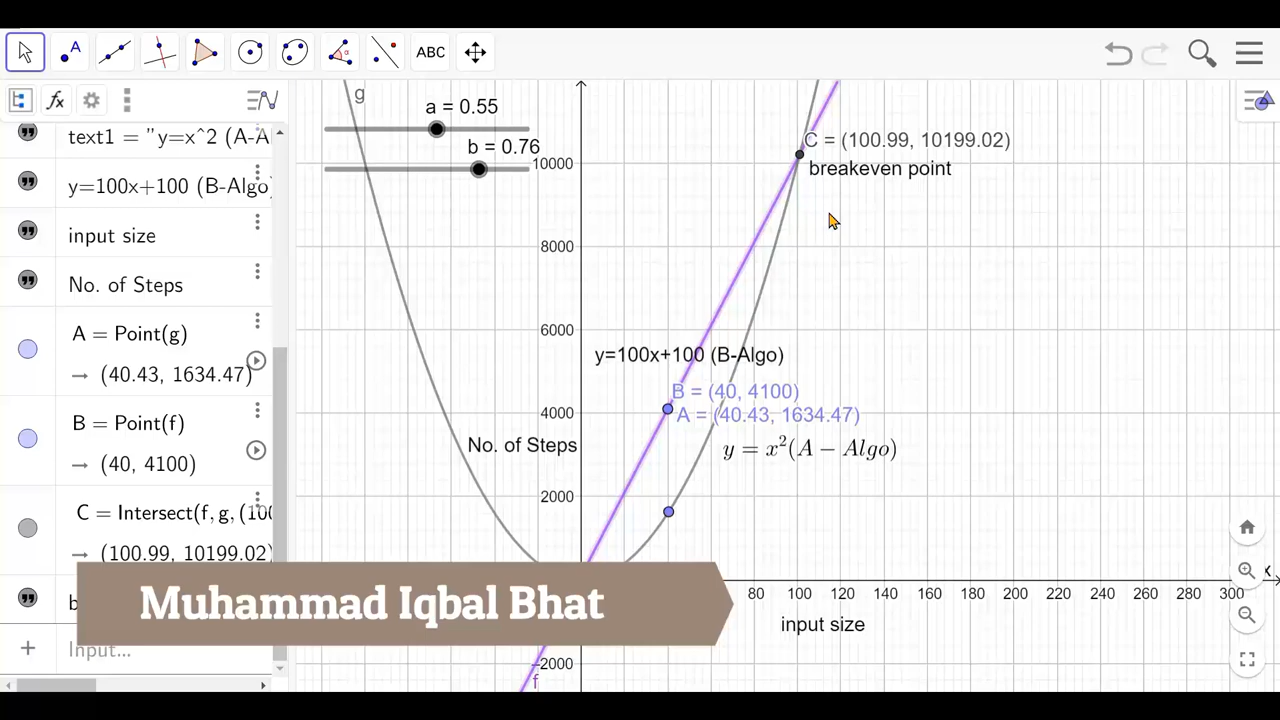 A
α
ABC
fx
text1 = "y=x^2 (A-A
y=100x+100 (B-Algo)
input size
No. of Steps
A = Point(g)
→ (40.43, 1634.47)
B = Point(f)
→ (40, 4100)
C = Intersect(f, g, (100
→ (100.99, 10199.02)
b
Input...
g
a = 0.55
b = 0.76
10000
8000
6000
4000
2000
–2000
C = (100.99, 10199.02)
breakeven point
y=100x+100 (B-Algo)
B = (40, 4100)
A = (40.43, 1634.47)
No. of Steps
y = x²(A − Algo)
x
80 100 120 140 160 180 200 220 240 260 280 300
input size
f
Muhammad Iqbal Bhat